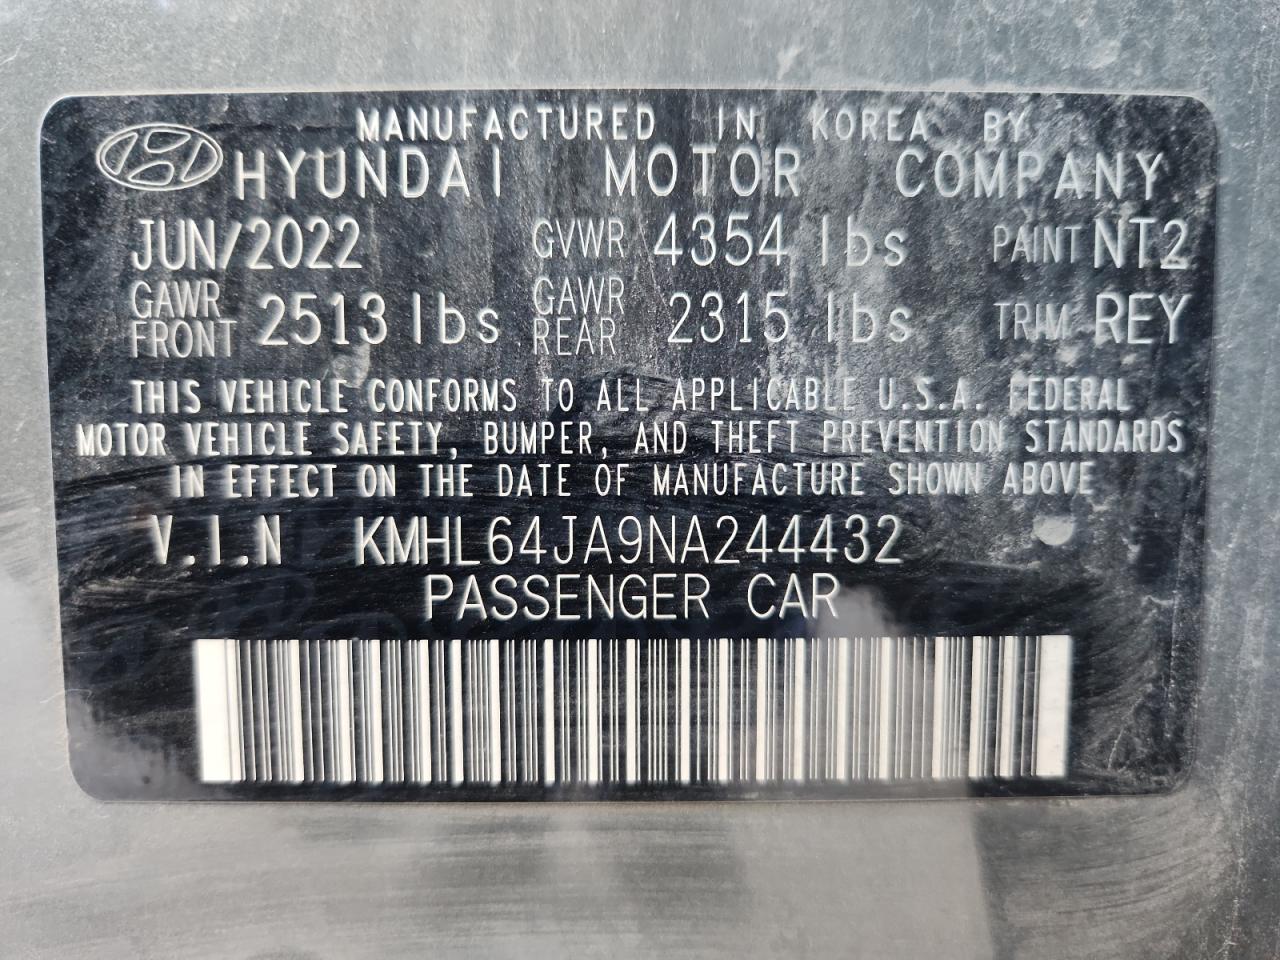 MANUFACTURED IN KOREA BY
HYUNDAI MOTOR COMPANY
JUN/2022 GVWR 4354 lbs PAINT NT2
GAWR FRONT 2513 lbs GAWR REAR 2315 lbs TRIM REY
THIS VEHICLE CONFORMS TO ALL APPLICABLE U.S.A. FEDERAL
MOTOR VEHICLE SAFETY, BUMPER, AND THEFT PREVENTION STANDARDS
IN EFFECT ON THE DATE OF MANUFACTURE SHOWN ABOVE
V.I.N KMHL64JA9NA244432
PASSENGER CAR